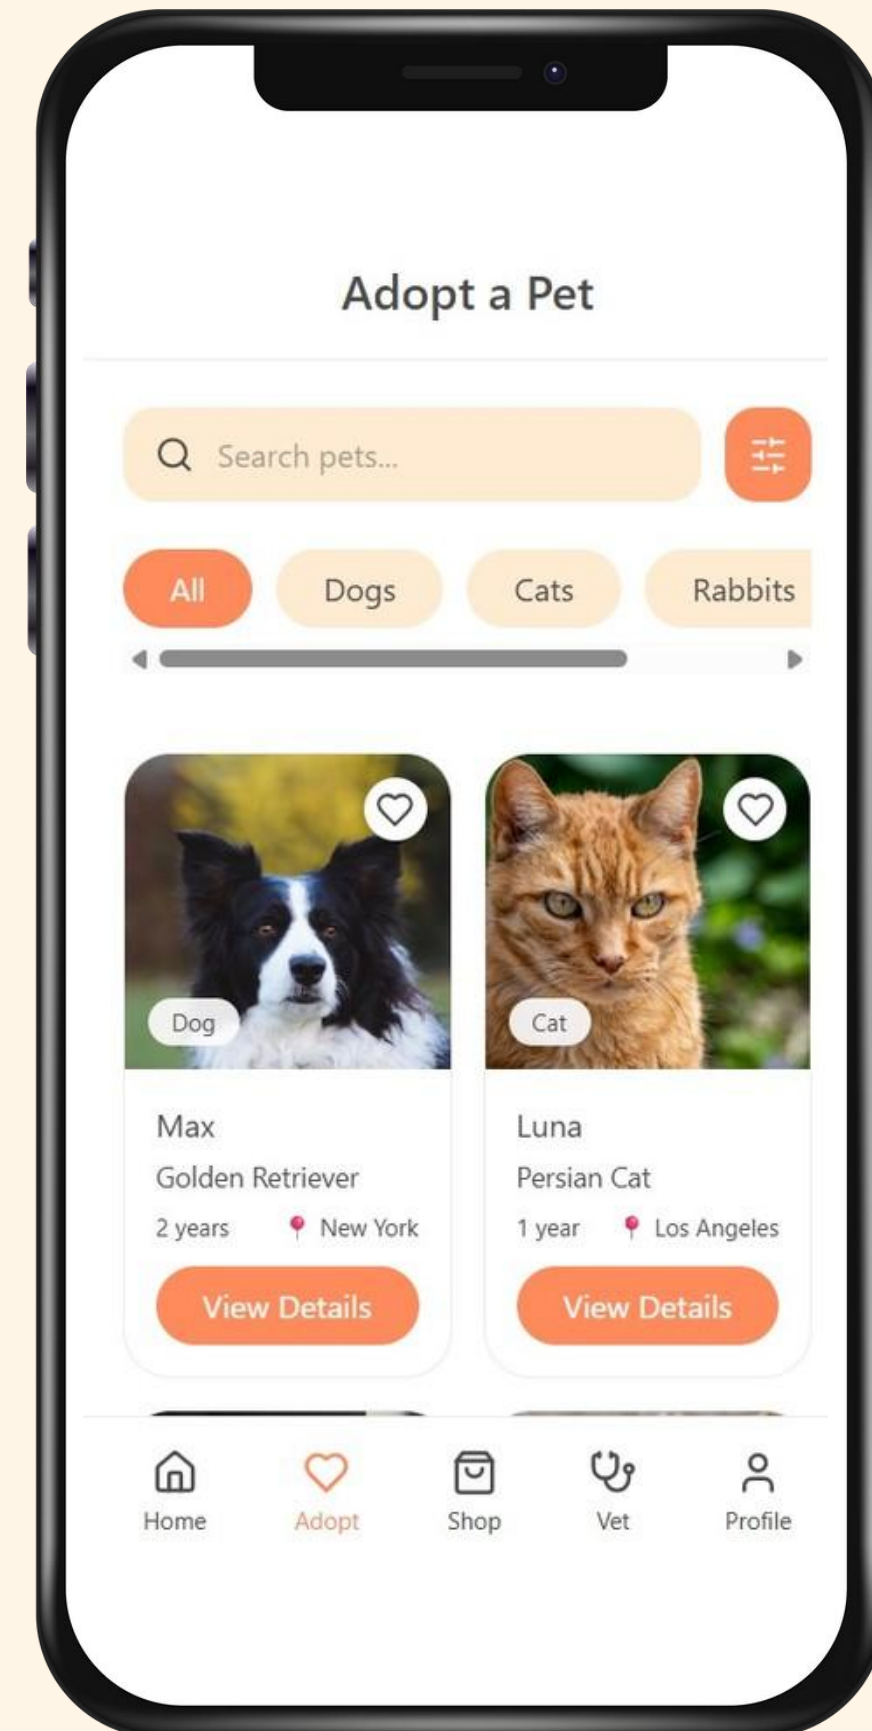 Adopt a Pet
Search pets...
All Dogs Cats Rabbits
Dog Cat
Max Luna
Golden Retriever Persian Cat
2 years New York 1 year Los Angeles
View Details View Details
Home Adopt Shop Vet Profile